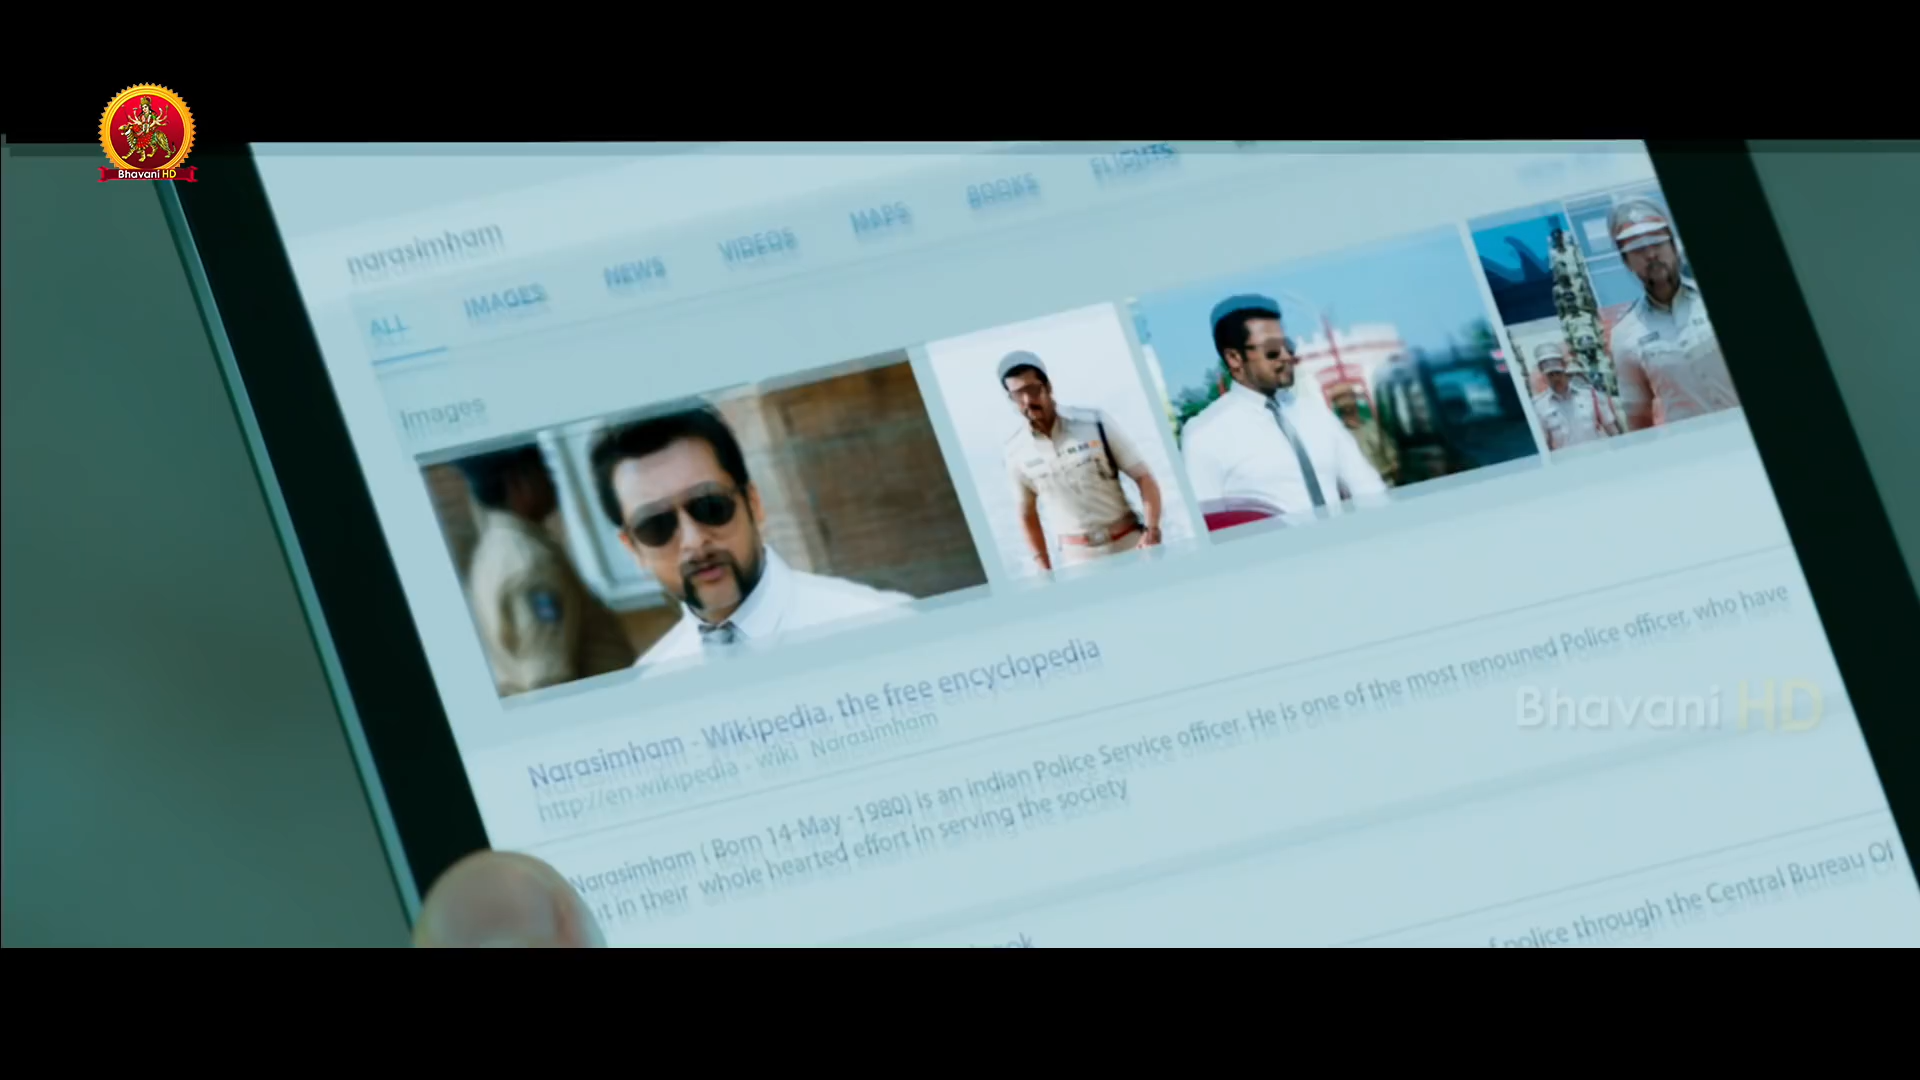 Bhavani HD
narasimham
ALL IMAGES NEWS VIDEOS MAPS BOOKS FLIGHTS
Images
Narasimham - Wikipedia, the free encyclopedia
http://en.wikipedia - wiki Narasimham
Narasimham ( Born 14-May -1980) is an indian Police Service officer. He is one of the most renouned Police officer, who have
in their whole hearted effort in serving the society
Bhavani HD
police through the Central Bureau Of